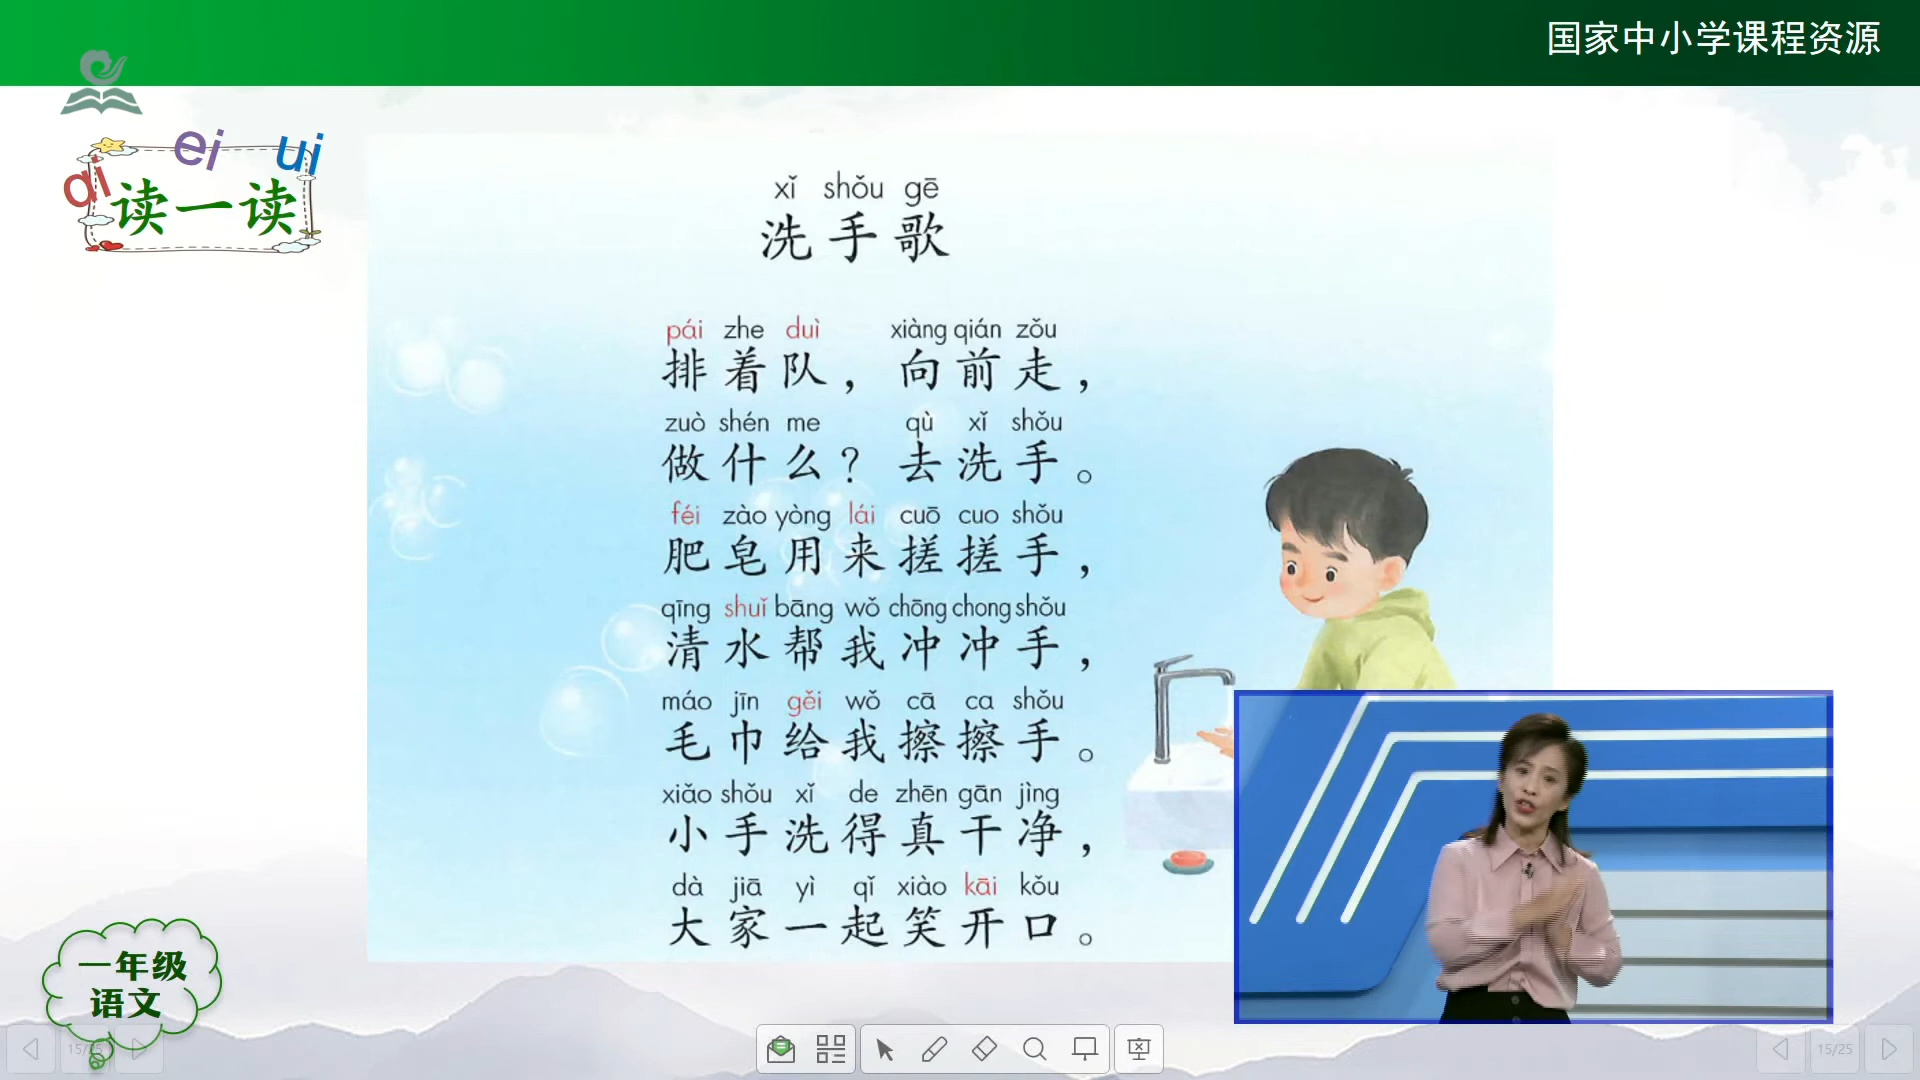 国家中小学课程资源
ai ei ui
读一读
xǐ shǒu gē
洗手歌
pái zhe duì xiàng qián zǒu
排着队，向前走，
zuò shén me qù xǐ shǒu
做什么？去洗手。
féi zào yòng lái cuō cuo shǒu
肥皂用来搓搓手，
qīng shuǐ bāng wǒ chōng chong shǒu
清水帮我冲冲手，
máo jīn gěi wǒ cā ca shǒu
毛巾给我擦擦手。
xiǎo shǒu xǐ de zhēn gān jìng
小手洗得真干净，
dà jiā yì qǐ xiào kāi kǒu
大家一起笑开口。
一年级
语文
15/25
15/25